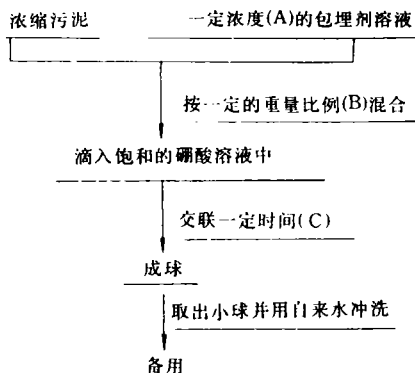 浓缩污泥
一定浓度(A)的包埋剂溶液
按一定的重量比例(B)混合
滴入饱和的硼酸溶液中
交联一定时间(C)
成球
取出小球并用自来水冲洗
备用